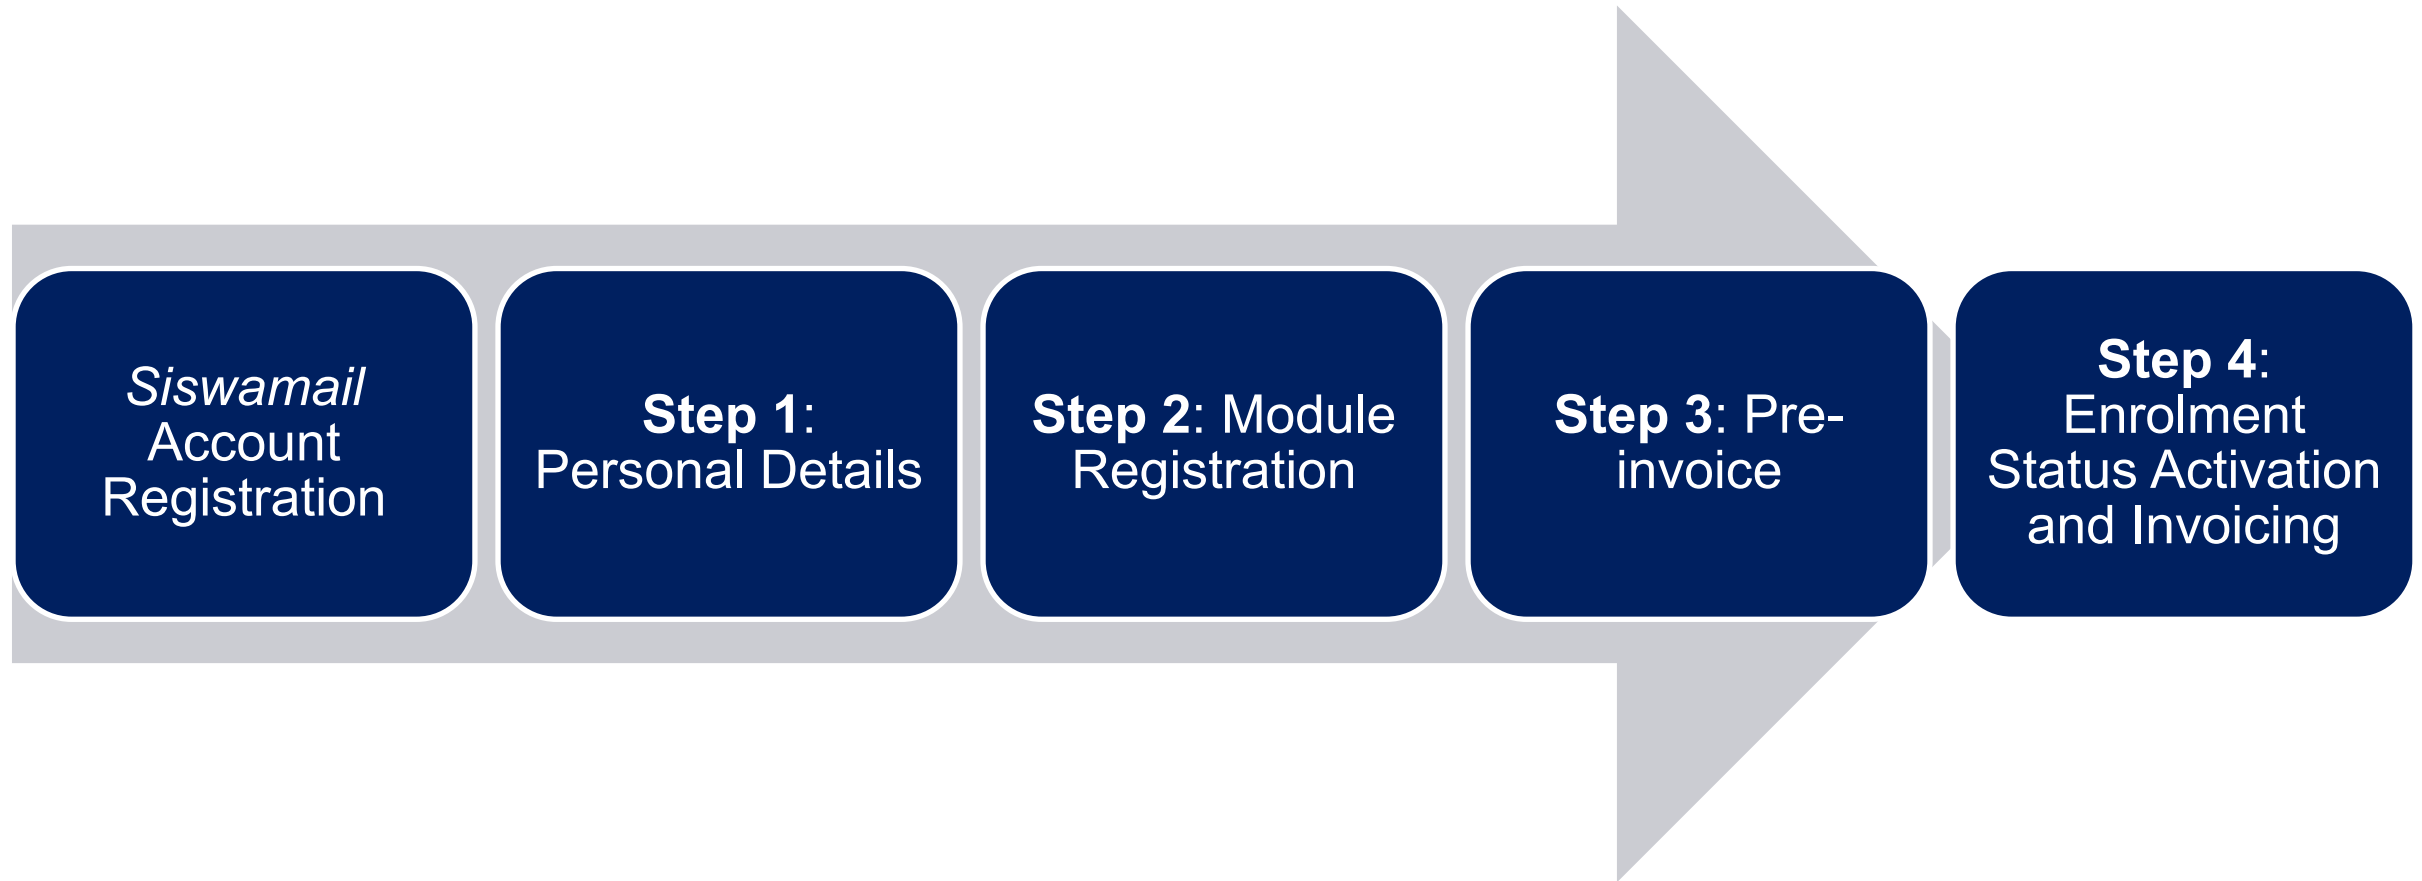 Siswamail
Account
Registration
Step 1:
Personal Details
Step 2: Module
Registration
Step 3: Pre-
invoice
Step 4:
Enrolment
Status Activation
and Invoicing